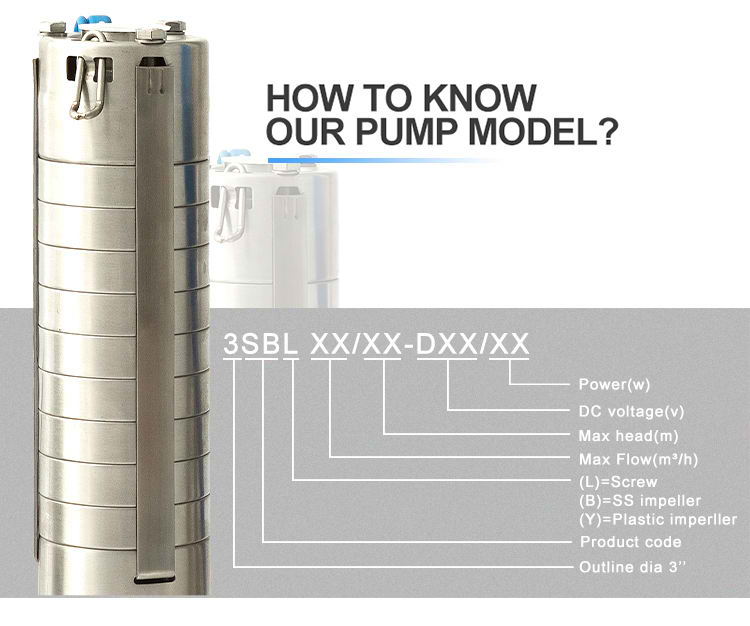 HOW TO KNOW
OUR PUMP MODEL?
3SBL XX/XX-DXX/XX
Power(w)
DC voltage(v)
Max head(m)
Max Flow(m³/h)
(L)=Screw
(B)=SS impeller
(Y)=Plastic imperller
Product code
Outline dia 3’’